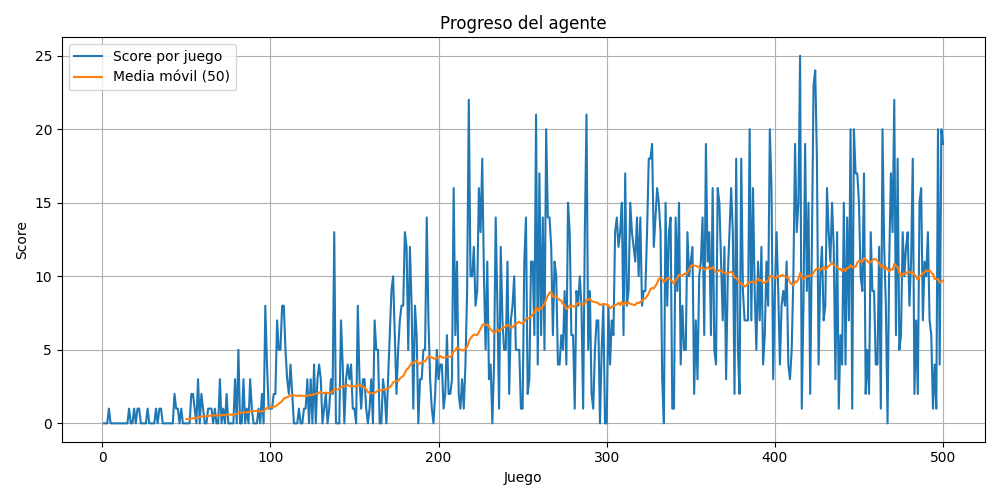 Progreso del agente
Score por juego
Media móvil (50)
25
20
15
10
5
0
Score
0 100 200 300 400 500
Juego